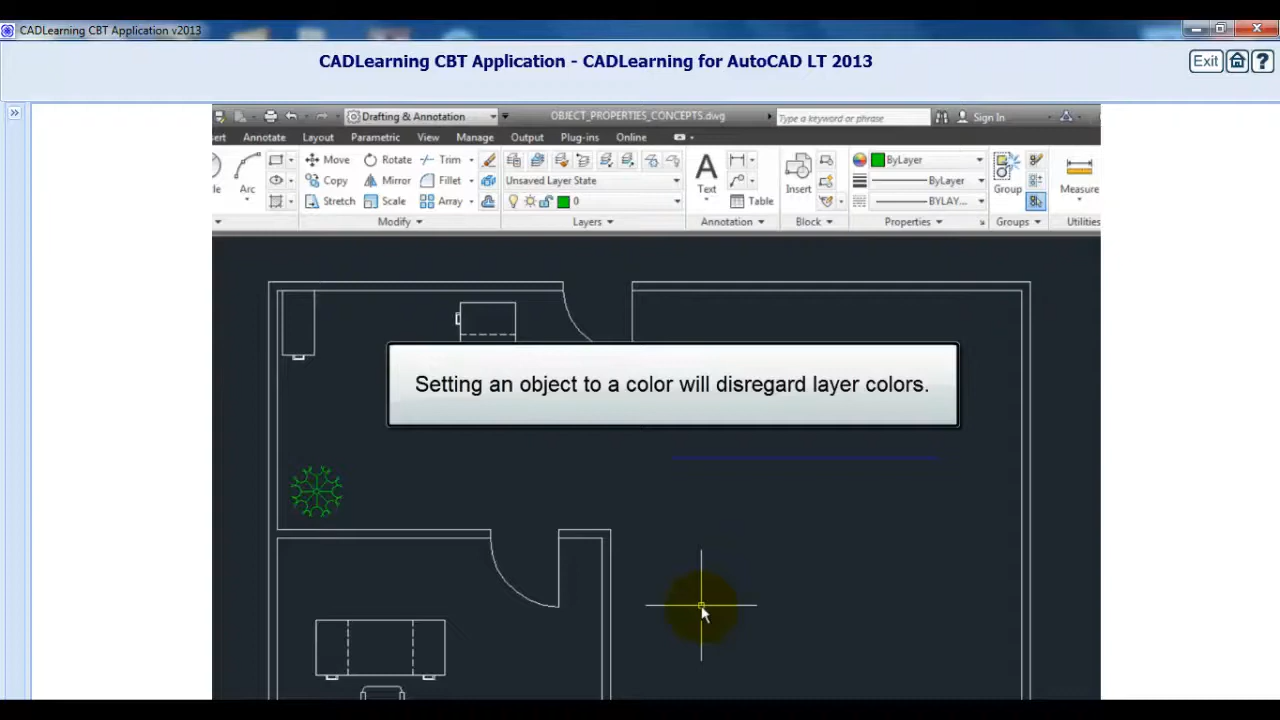 CADLearning CBT Application v2013
CADLearning CBT Application - CADLearning for AutoCAD LT 2013
Exit
Drafting & Annotation
OBJECT_PROPERTIES_CONCEPTS.dwg
Type a keyword or phrase
Sign In
ert Annotate Layout Parametric View Manage Output Plug-ins Online
Move Rotate Trim
ByLayer
Copy Mirror Fillet
Unsaved Layer State
ByLayer
le Arc
Text
Insert
Group
Measure
Stretch Scale Array
0
Table
BYLAY...
Modify
Layers
Annotation
Block
Properties
Groups
Utilities
Setting an object to a color will disregard layer colors.